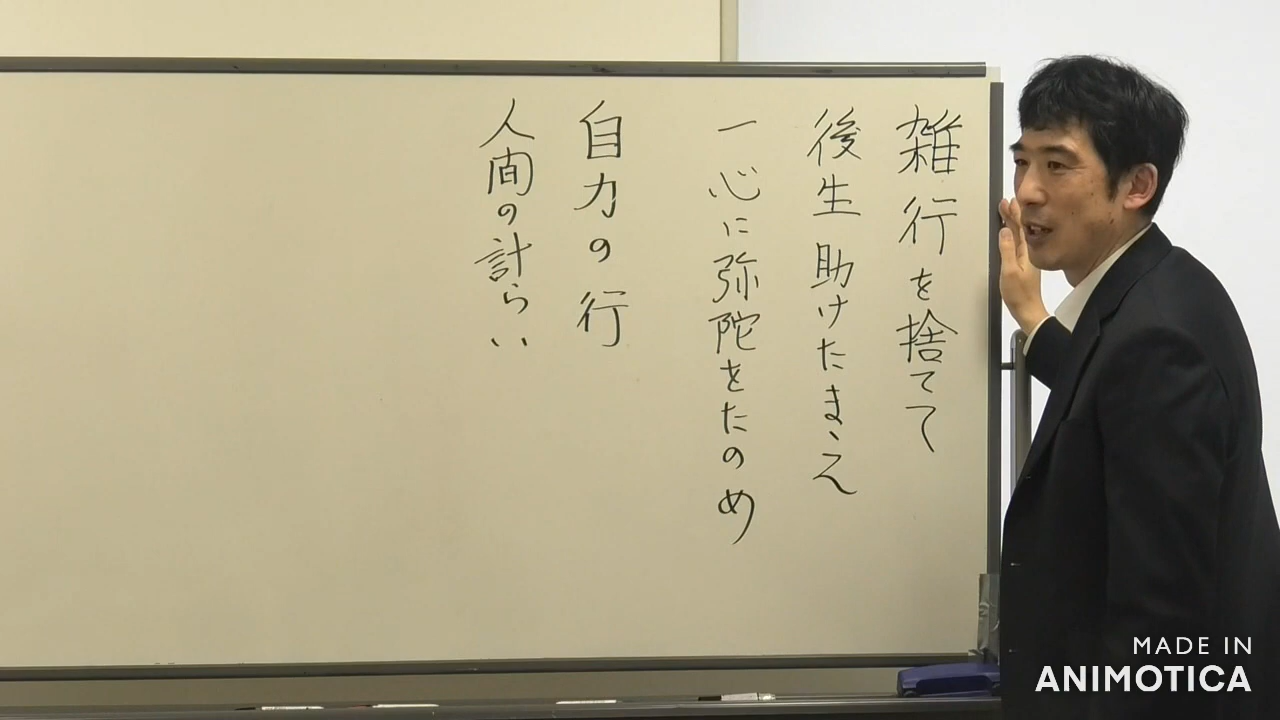 雑行を捨てて
後生助けたまえ
一心に弥陀をたのめ
自力の行
人間の計らい
MADE IN
ANIMOTICA